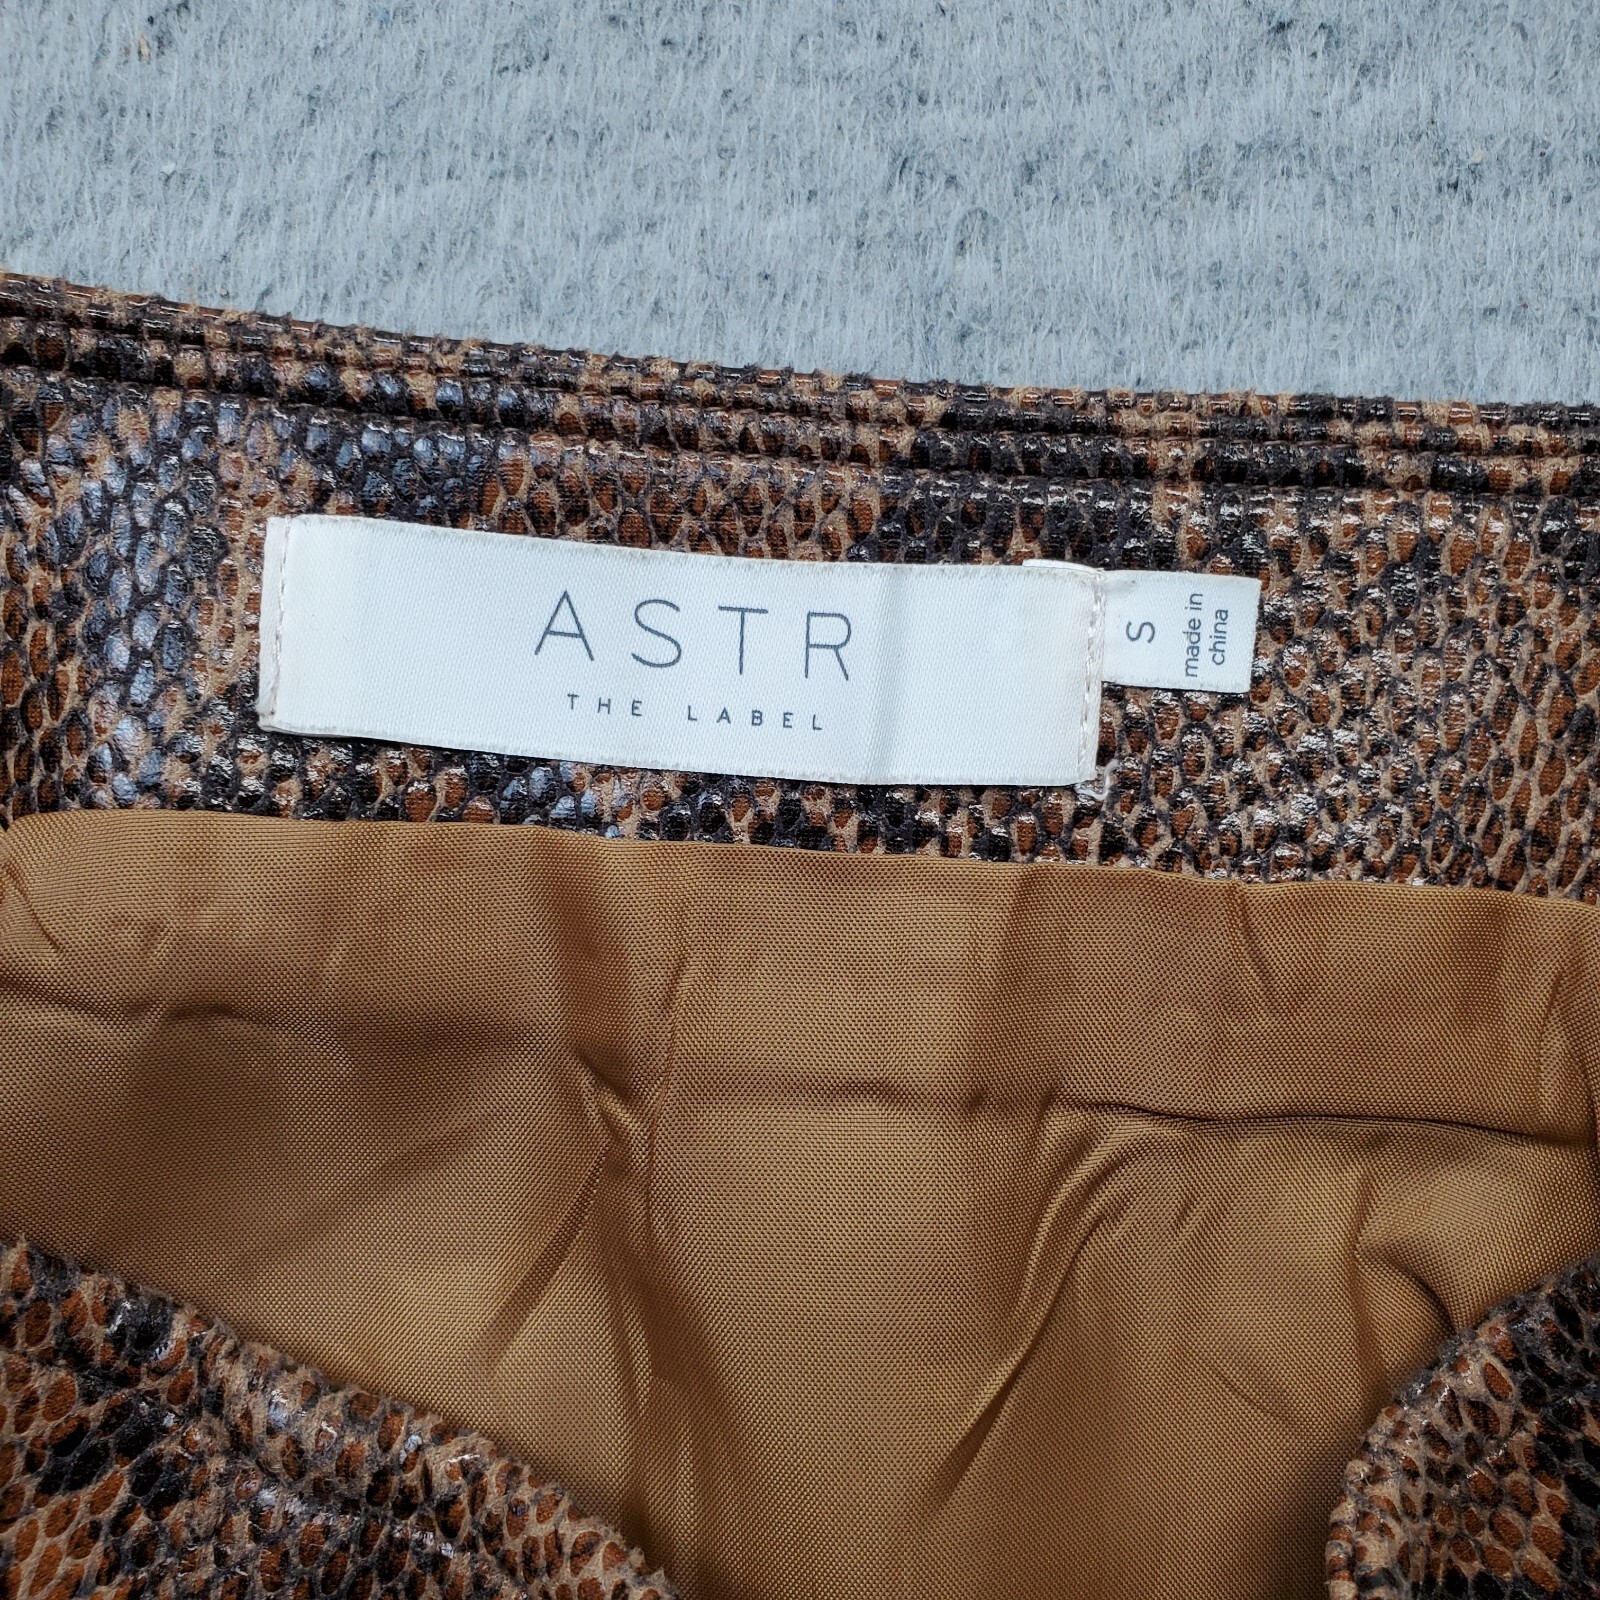 ASTR
THE LABEL
S
made in
china